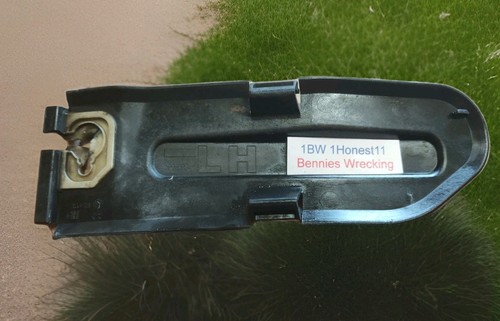 LH
1BW 1Honest11
Bennies Wrecking